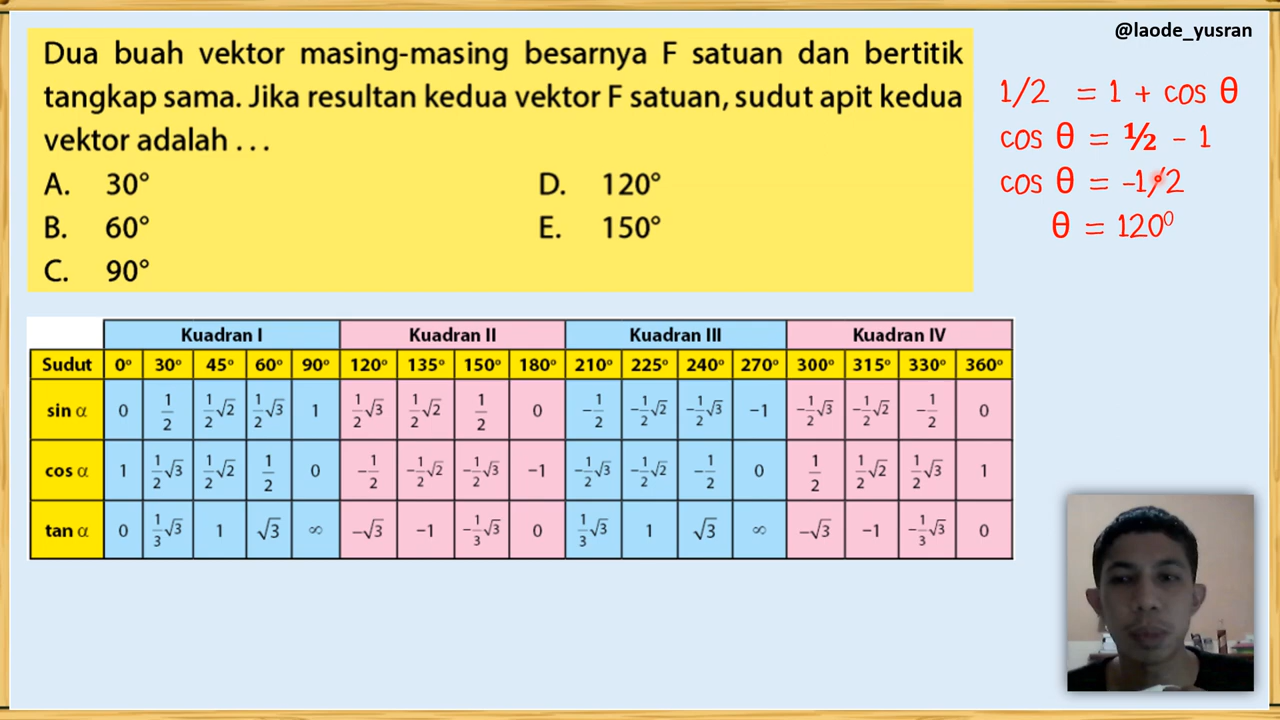 @laode_yusran
Dua buah vektor masing-masing besarnya F satuan dan bertitik
tangkap sama. Jika resultan kedua vektor F satuan, sudut apit kedua
vektor adalah . . .
A. 30°
B. 60°
C. 90°
D. 120°
E. 150°
1/2 = 1 + cos θ
cos θ = ½ - 1
cos θ = -1/2
θ = 120⁰
Kuadran I Kuadran II Kuadran III Kuadran IV
Sudut 0° 30° 45° 60° 90° 120° 135° 150° 180° 210° 225° 240° 270° 300° 315° 330° 360°
sin α 0 1/2 1/2√2 1/2√3 1 1/2√3 1/2√2 1/2 0 -1/2 -1/2√2 -1/2√3 -1 -1/2√3 -1/2√2 -1/2 0
cos α 1 1/2√3 1/2√2 1/2 0 -1/2 -1/2√2 -1/2√3 -1 -1/2√3 -1/2√2 -1/2 0 1/2 1/2√2 1/2√3 1
tan α 0 1/3√3 1 √3 ∞ -√3 -1 -1/3√3 0 1/3√3 1 √3 ∞ -√3 -1 -1/3√3 0